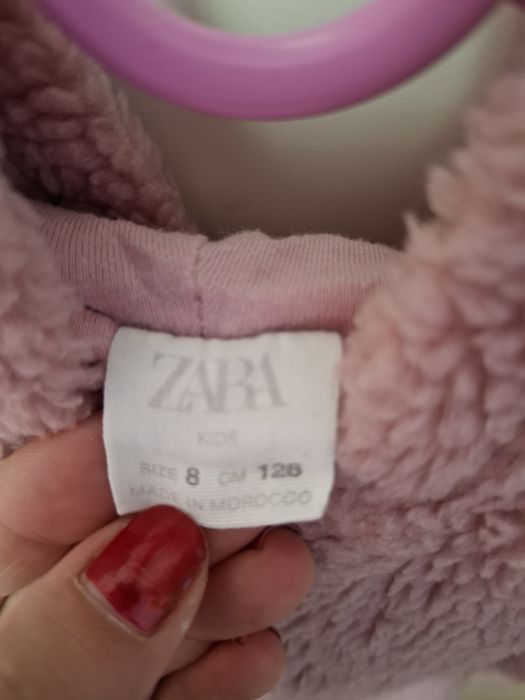 ZARA
KIDS
SIZE 8 CM 128
MADE IN MOROCCO